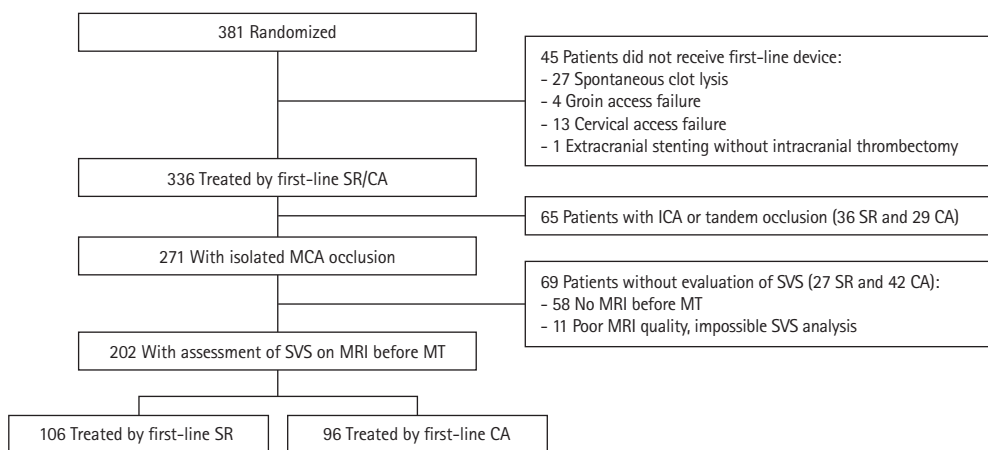 381 Randomized
45 Patients did not receive first-line device:
- 27 Spontaneous clot lysis
- 4 Groin access failure
- 13 Cervical access failure
- 1 Extracranial stenting without intracranial thrombectomy
336 Treated by first-line SR/CA
65 Patients with ICA or tandem occlusion (36 SR and 29 CA)
271 With isolated MCA occlusion
69 Patients without evaluation of SVS (27 SR and 42 CA):
- 58 No MRI before MT
- 11 Poor MRI quality, impossible SVS analysis
202 With assessment of SVS on MRI before MT
106 Treated by first-line SR
96 Treated by first-line CA